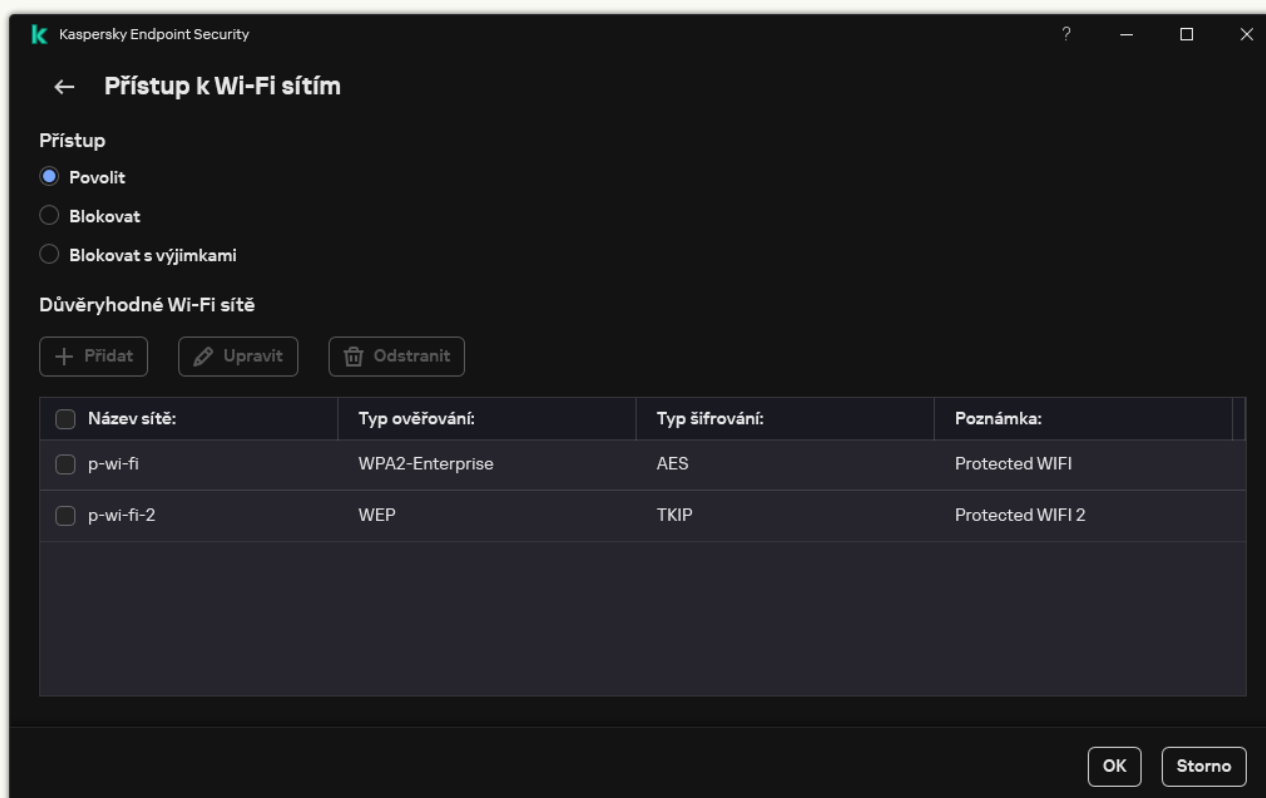 Kaspersky Endpoint Security ?
Přístup k Wi-Fi sítím
Přístup
Povolit
Blokovat
Blokovat s výjimkami
Důvěryhodné Wi-Fi sítě
Přidat Upravit Odstranit
Název sítě: Typ ověřování: Typ šifrování: Poznámka:
p-wi-fi WPA2-Enterprise AES Protected WIFI
p-wi-fi-2 WEP TKIP Protected WIFI 2
OK Storno